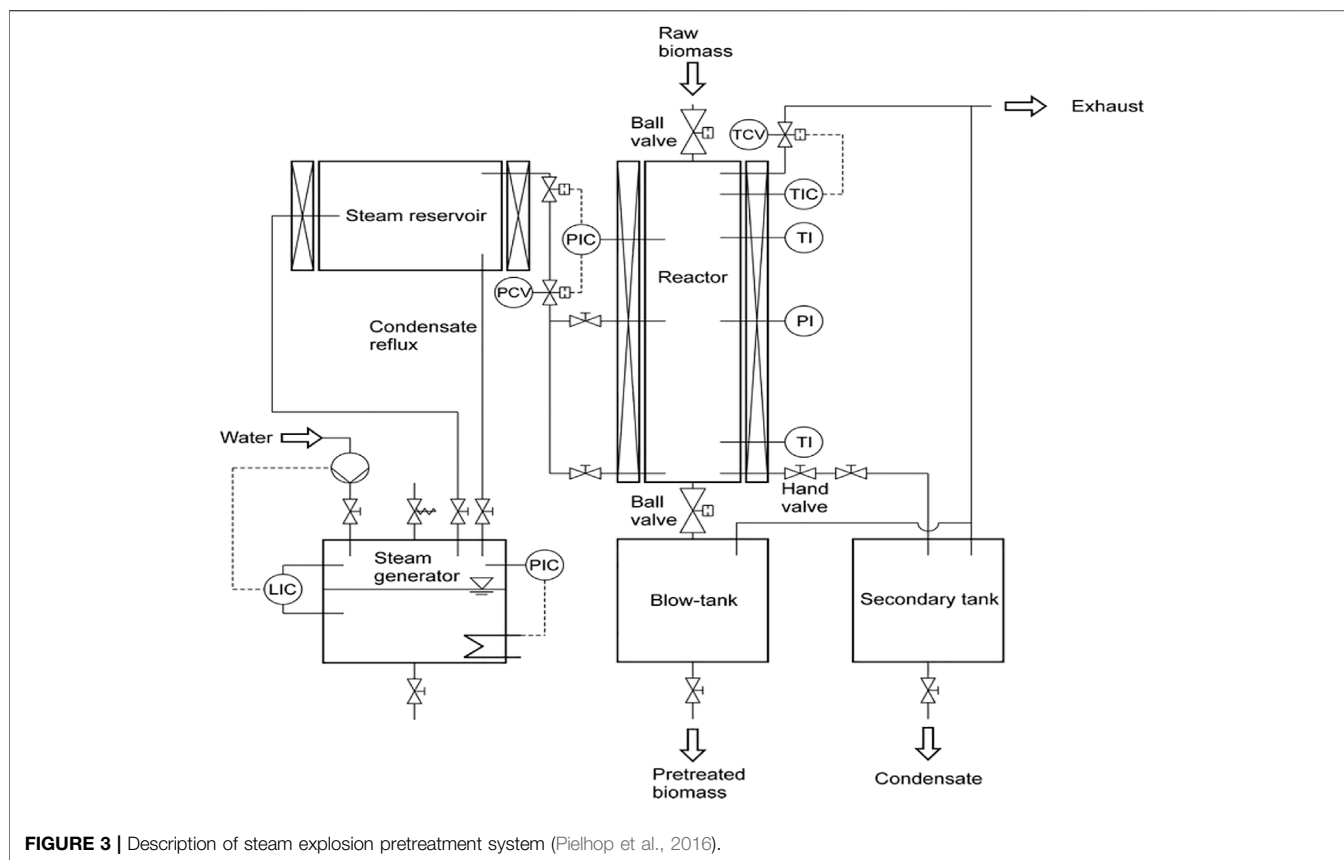 Raw
biomass
Exhaust
Ball
valve
TCV
TIC
Steam reservoir
PIC
TI
Reactor
PCV
PI
Condensate
reflux
Water
TI
Hand
valve
Ball
valve
Steam
generator
PIC
LIC
Blow-tank
Secondary tank
Pretreated
biomass
Condensate
FIGURE 3 | Description of steam explosion pretreatment system (Pielhop et al., 2016).